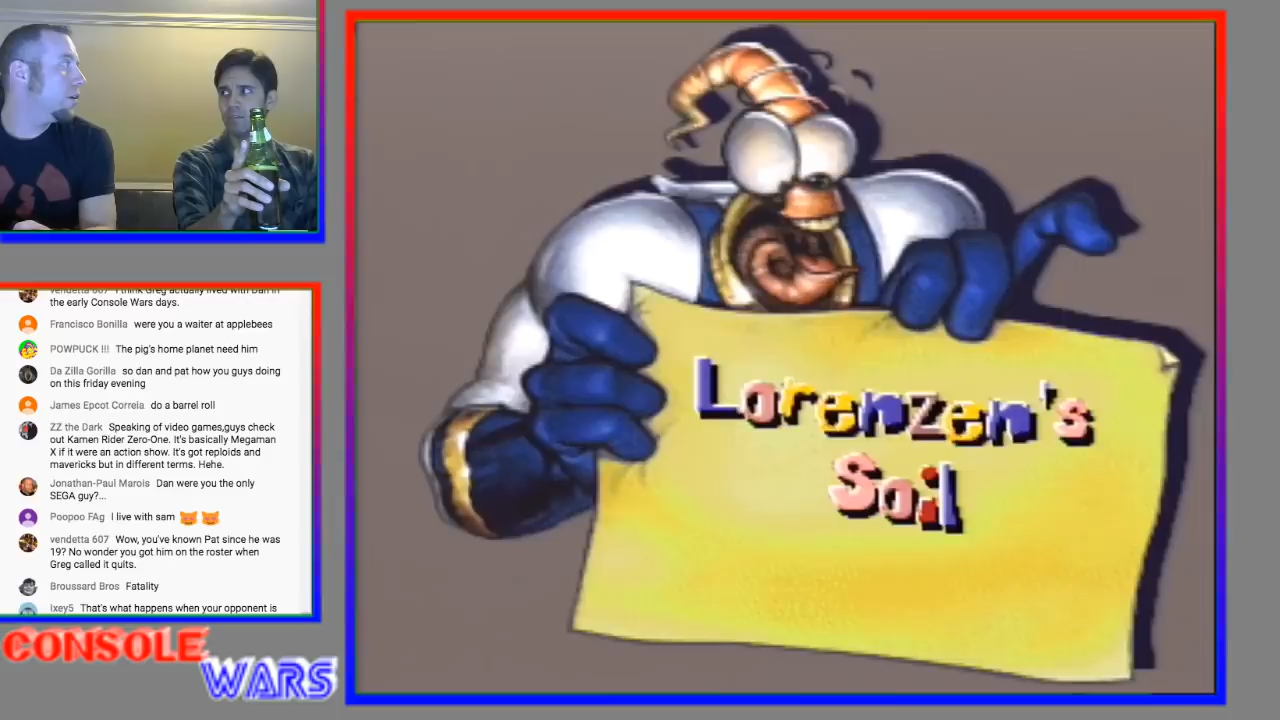 vendetta 607 I think Greg actually lived with Dan in
the early Console Wars days.
Francisco Bonilla were you a waiter at applebees
POWPUCK !!! The pig's home planet need him
Da Zilla Gorilla so dan and pat how you guys doing
on this friday evening
James Epcot Correia do a barrel roll
ZZ the Dark Speaking of video games,guys check
out Kamen Rider Zero-One. It's basically Megaman
X if it were an action show. It's got reploids and
mavericks but in different terms. Hehe.
Jonathan-Paul Marois Dan were you the only
SEGA guy?...
Poopoo FAg I live with sam
vendetta 607 Wow, you've known Pat since he was
19? No wonder you got him on the roster when
Greg called it quits.
Broussard Bros Fatality
Ixey5 That's what happens when your opponent is
CONSOLE
WARS
Lorenzen's
Soil